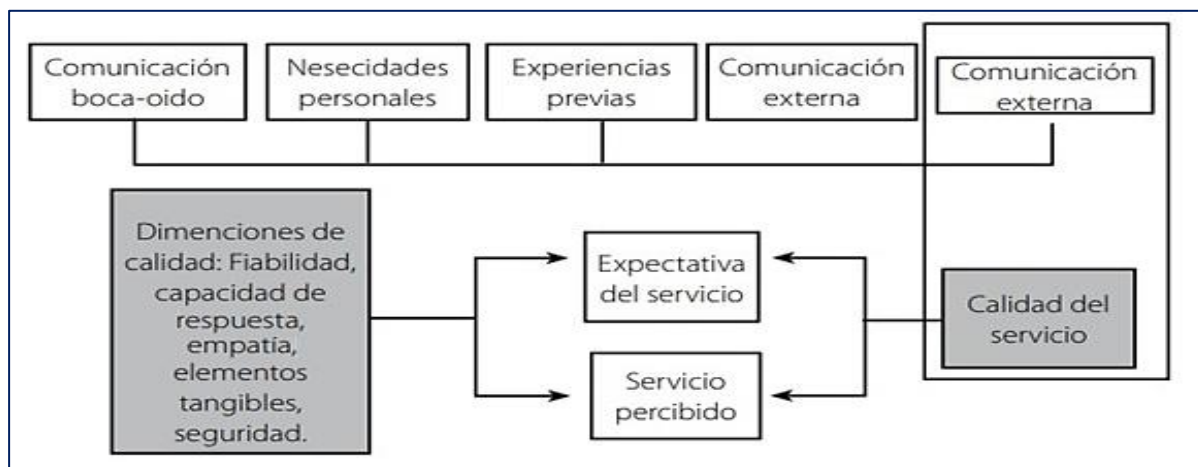 Comunicación
boca-oido
Nesecidades
personales
Experiencias
previas
Comunicación
externa
Comunicación
externa
Dimenciones de
calidad: Fiabilidad,
capacidad de
respuesta,
empatía,
elementos
tangibles,
seguridad.
Expectativa
del servicio
Servicio
percibido
Calidad del
servicio